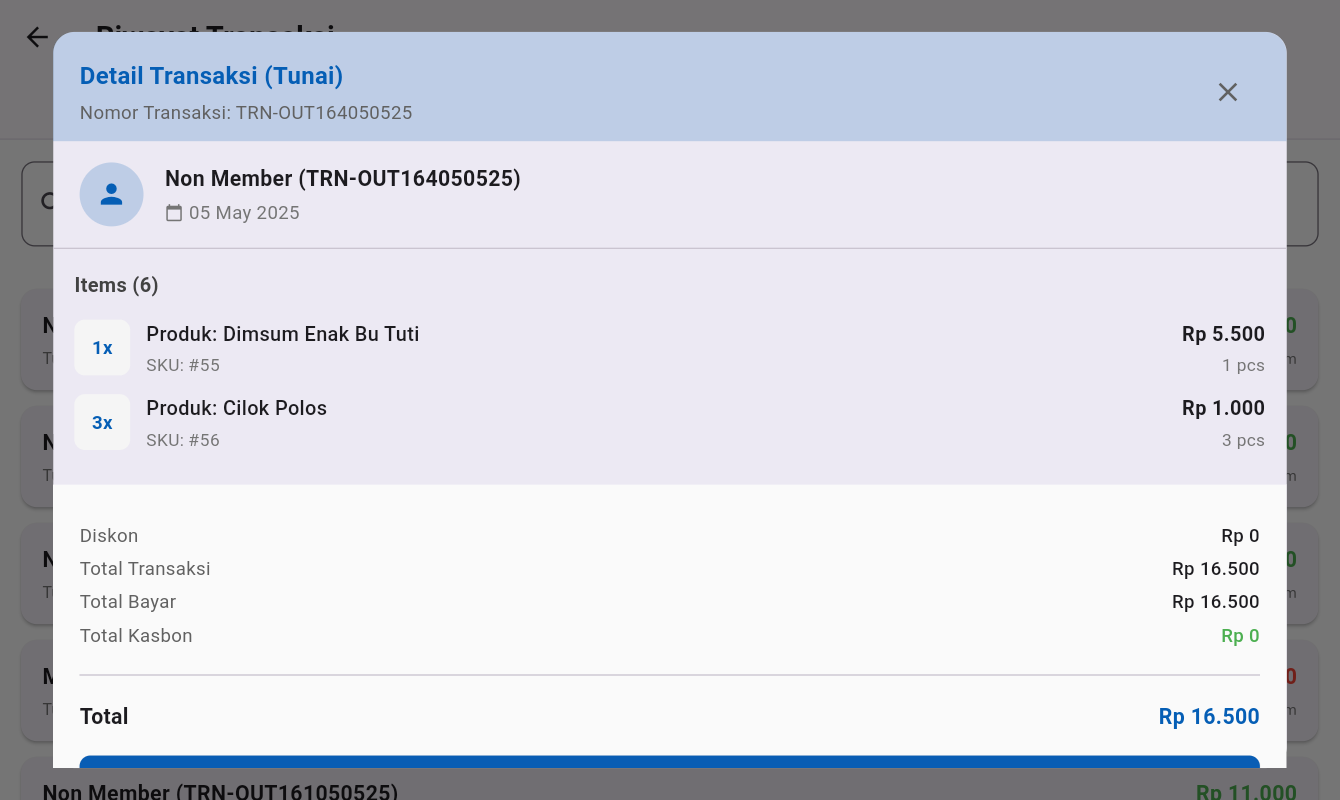 Detail Transaksi (Tunai)
Nomor Transaksi: TRN-OUT164050525
Non Member (TRN-OUT164050525)
05 May 2025
Items (6)
1x
Produk: Dimsum Enak Bu Tuti
Rp 5.500
SKU: #55
1 pcs
3x
Produk: Cilok Polos
Rp 1.000
SKU: #56
3 pcs
Diskon
Rp 0
Total Transaksi
Rp 16.500
Total Bayar
Rp 16.500
Total Kasbon
Rp 0
Total
Rp 16.500
Non Member (TRN-OUT161050525)
Rp 11.000